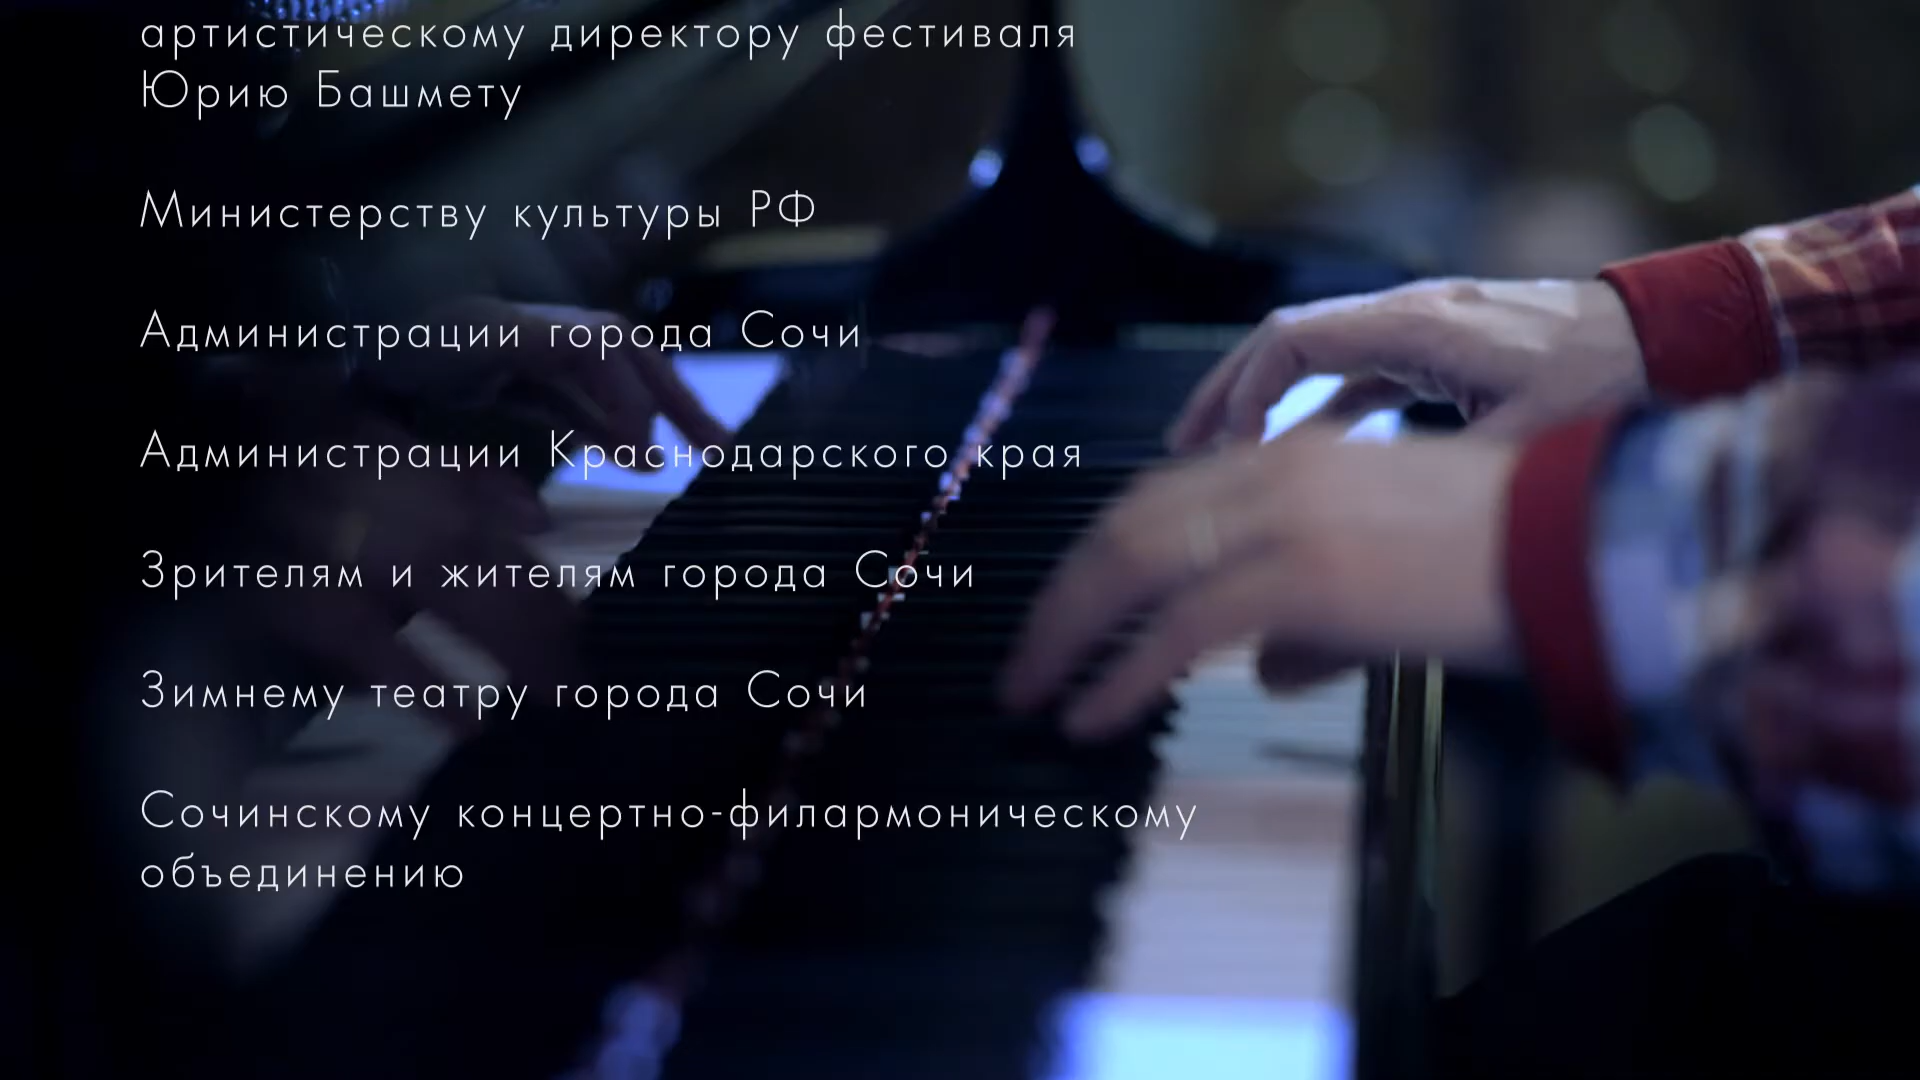 артистическому директору фестиваля
Юрию Башмету
Министерству культуры РФ
Администрации города Сочи
Администрации Краснодарского края
Зрителям и жителям города Сочи
Зимнему театру города Сочи
Сочинскому концертно-филармоническому
объединению